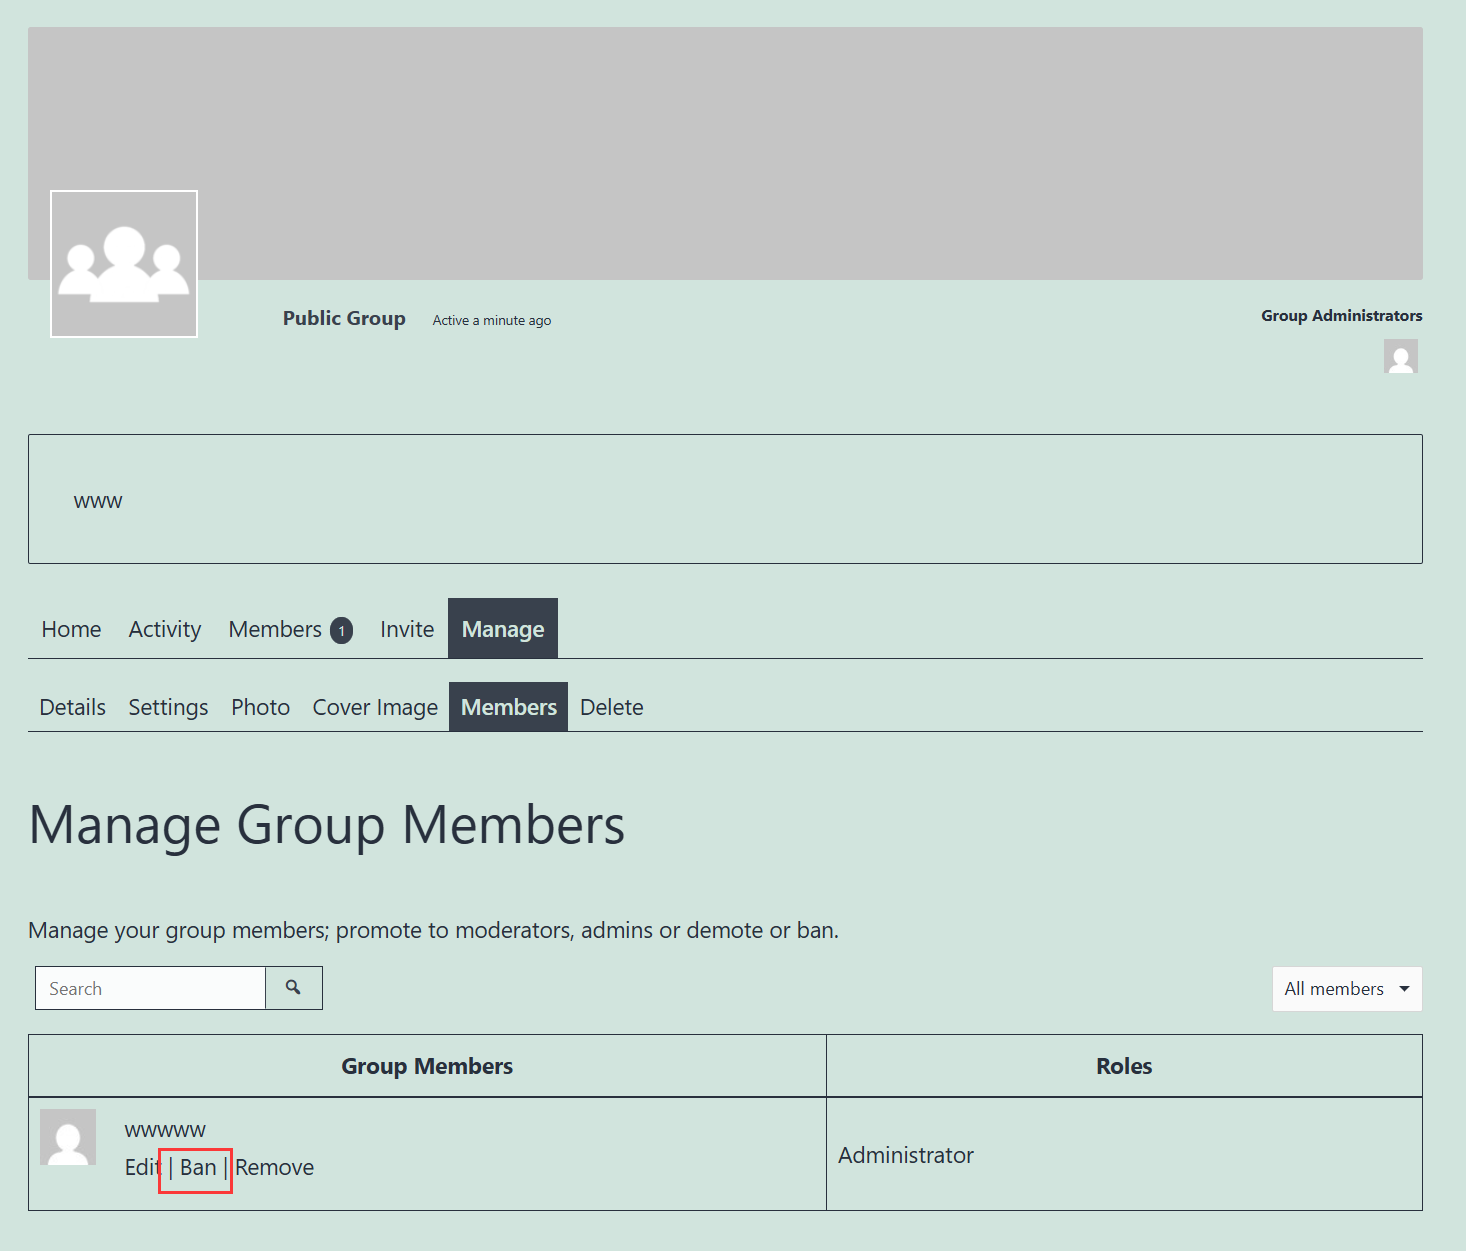 Public Group Active a minute ago
Group Administrators
www
Home Activity Members 1 Invite Manage
Details Settings Photo Cover Image Members Delete
Manage Group Members
Manage your group members; promote to moderators, admins or demote or ban.
Search
All members
Group Members Roles
wwwww
Edit | Ban | Remove
Administrator